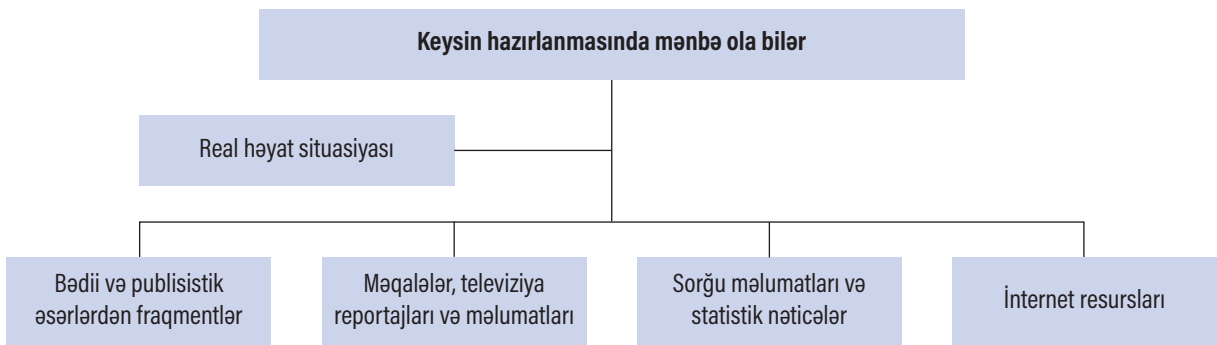 Keysin hazırlanmasında mənbə ola bilər
Real həyat situasiyası
Bədii və publisistik
əsərlərdən fraqmentlər
Məqalələr, televiziya
reportajları və məlumatları
Sorğu məlumatları və
statistik nəticələr
İnternet resursları